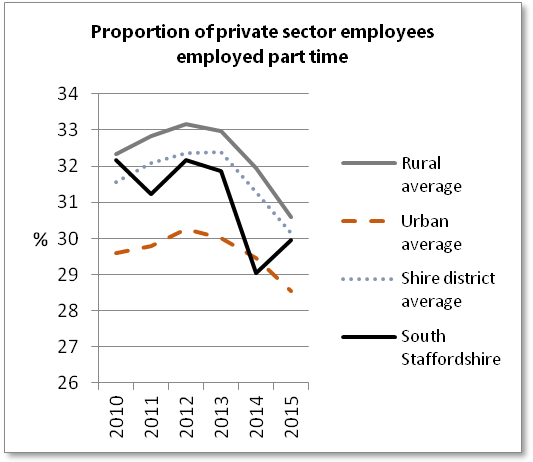 Proportion of private sector employees
employed part time
34
33
32
31
30
29
28
27
26
%
2010
2011
2012
2013
2014
2015
Rural
average
Urban
average
Shire district
average
South
Staffordshire